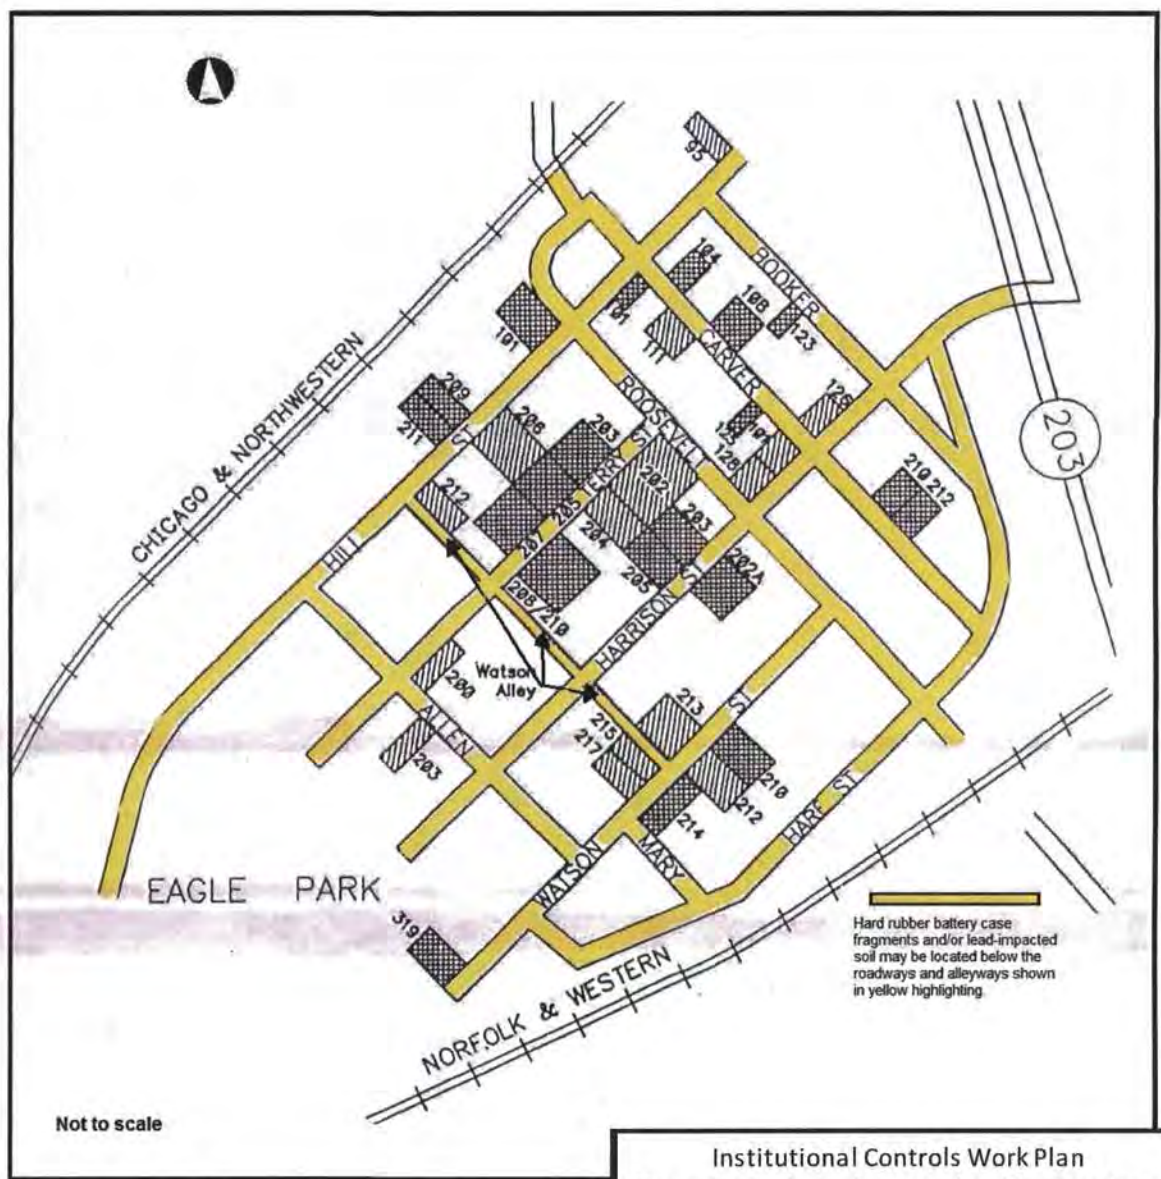 95
BOOKER
104
108
123
101
111
CARVER
126
191
CHICAGO & NORTHWESTERN
203
209
211
206
203
ROOSEVELT
ST
ERR
125
101
128
210 212
212
ST
202
203
202A
207
205
204
205
HILL
208/210
HARRISON ST
Watson
Alley
200
ALLEN
203
213
ST
215
217
210
212
214
HARE ST
MARY
WATSON
EAGLE PARK
319
NORFOLK & WESTERN
Hard rubber battery case
fragments and/or lead-impacted
soil may be located below the
roadways and alleyways shown
in yellow highlighting.
Not to scale
Institutional Controls Work Plan